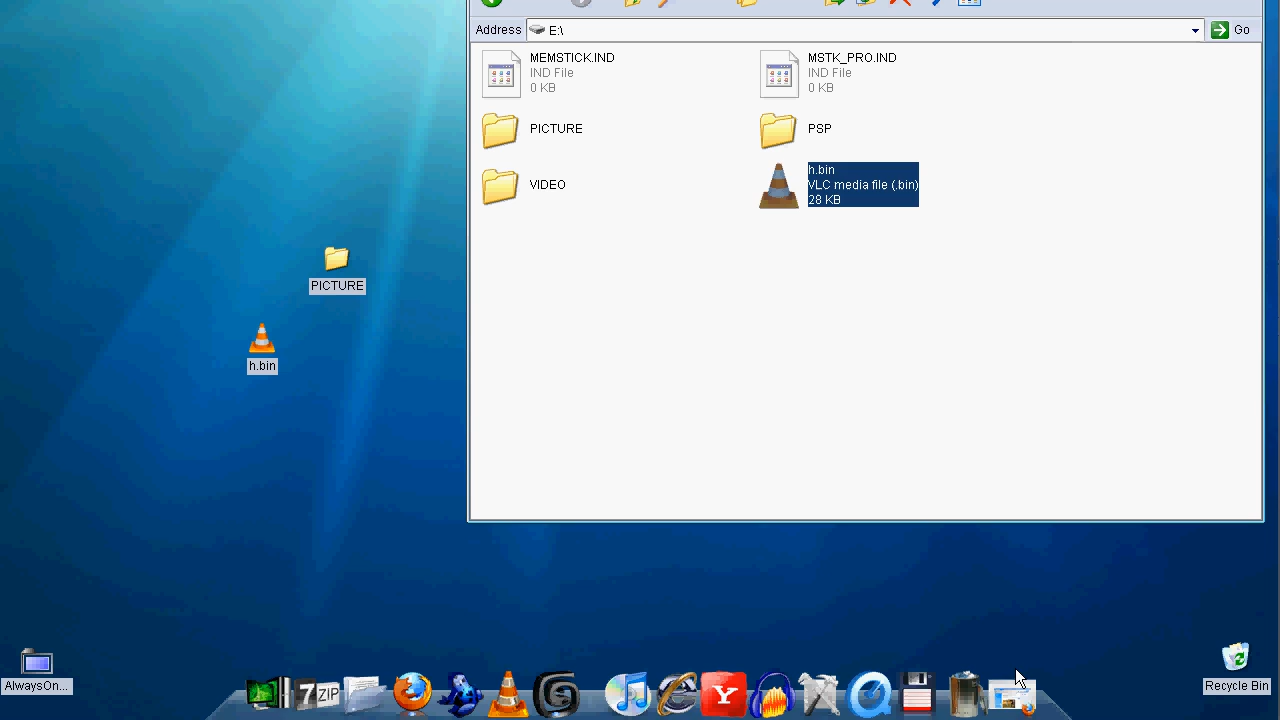 Address E:\ Go
MEMSTICK.IND
IND File
0 KB
MSTK_PRO.IND
IND File
0 KB
PICTURE
PSP
VIDEO
h.bin
VLC media file (.bin)
28 KB
PICTURE
h.bin
AlwaysOn...
Recycle Bin
7ZIP
Y